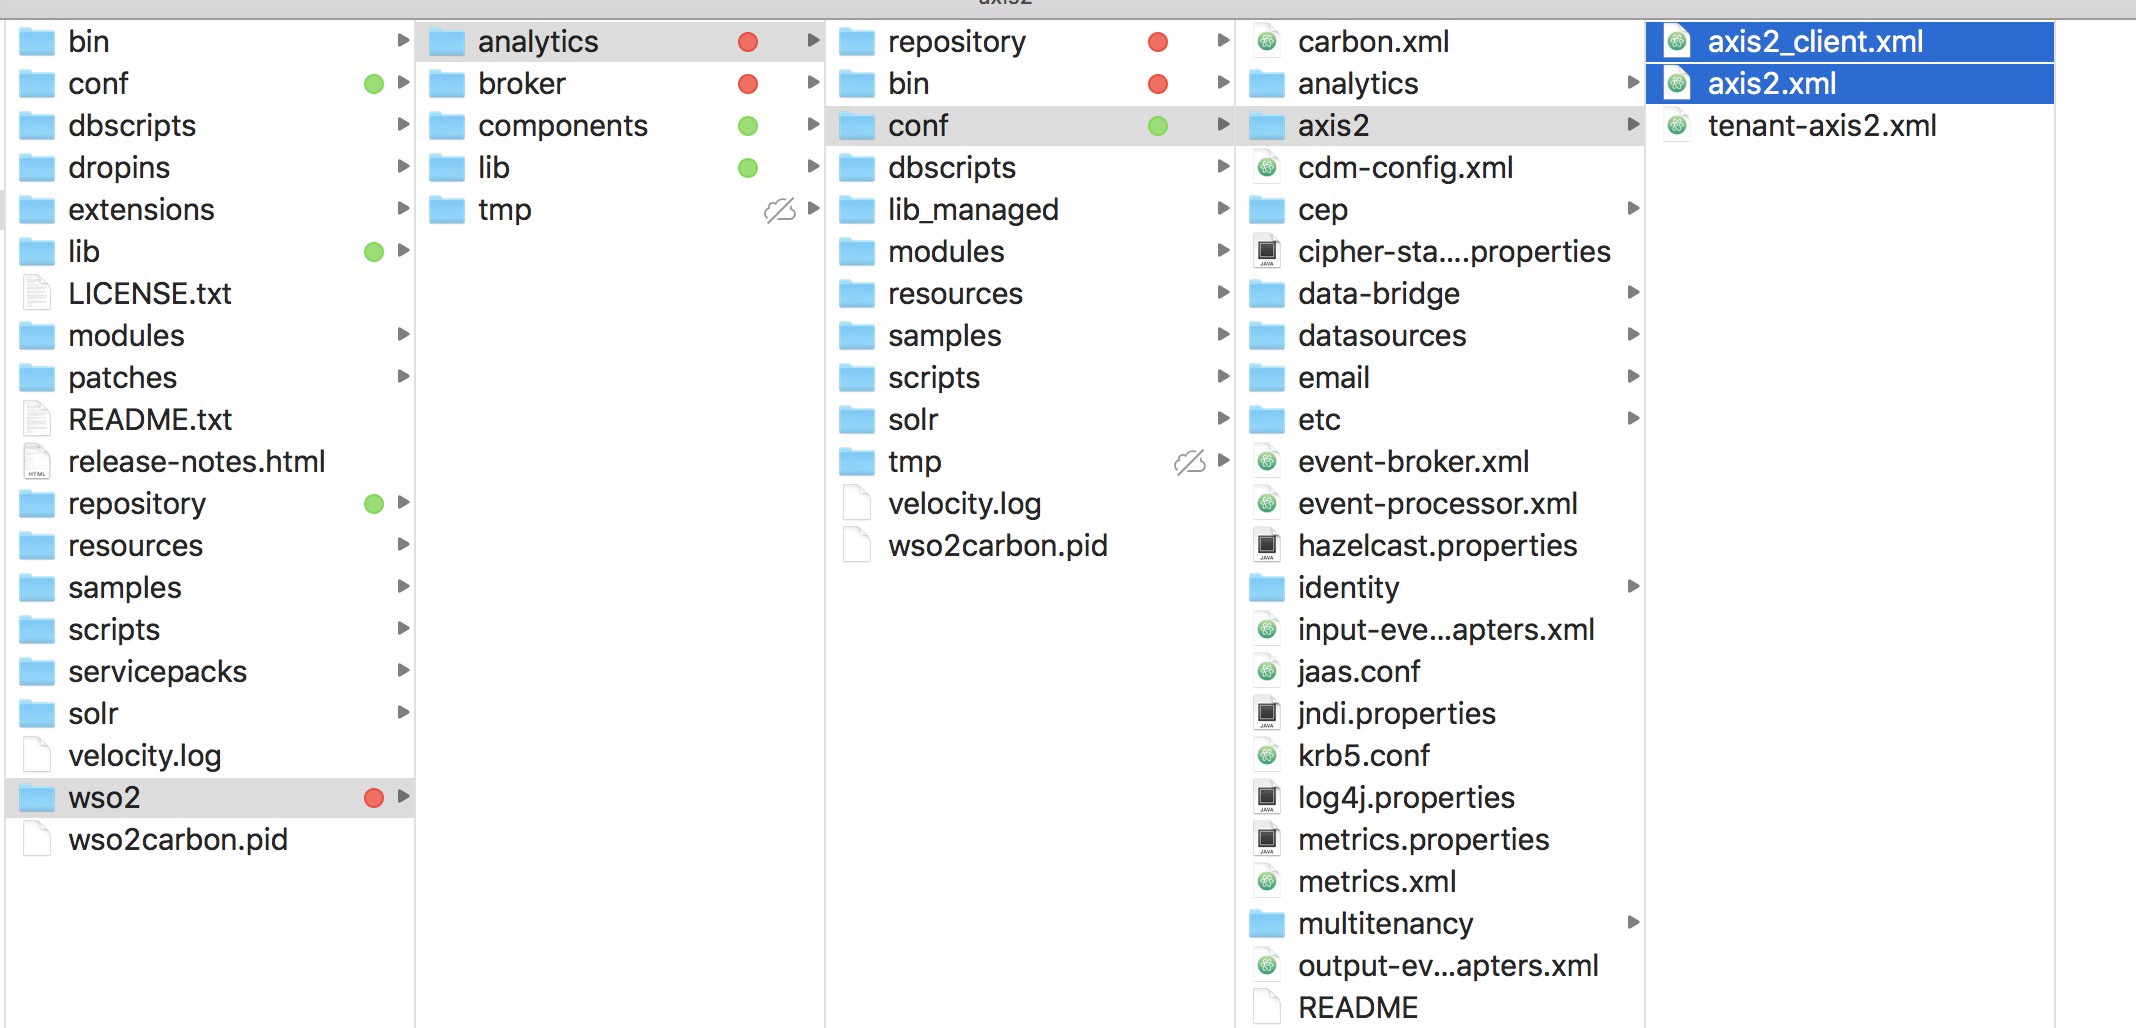 axis2
bin
conf
dbscripts
dropins
extensions
lib
LICENSE.txt
modules
patches
README.txt
release-notes.html
repository
resources
samples
scripts
servicepacks
solr
velocity.log
wso2
wso2carbon.pid
analytics
broker
components
lib
tmp
repository
bin
conf
dbscripts
lib_managed
modules
resources
samples
scripts
solr
tmp
velocity.log
wso2carbon.pid
carbon.xml
analytics
axis2
cdm-config.xml
cep
cipher-sta....properties
data-bridge
datasources
email
etc
event-broker.xml
event-processor.xml
hazelcast.properties
identity
input-eve...apters.xml
jaas.conf
jndi.properties
krb5.conf
log4j.properties
metrics.properties
metrics.xml
multitenancy
output-ev...apters.xml
README
axis2_client.xml
axis2.xml
tenant-axis2.xml